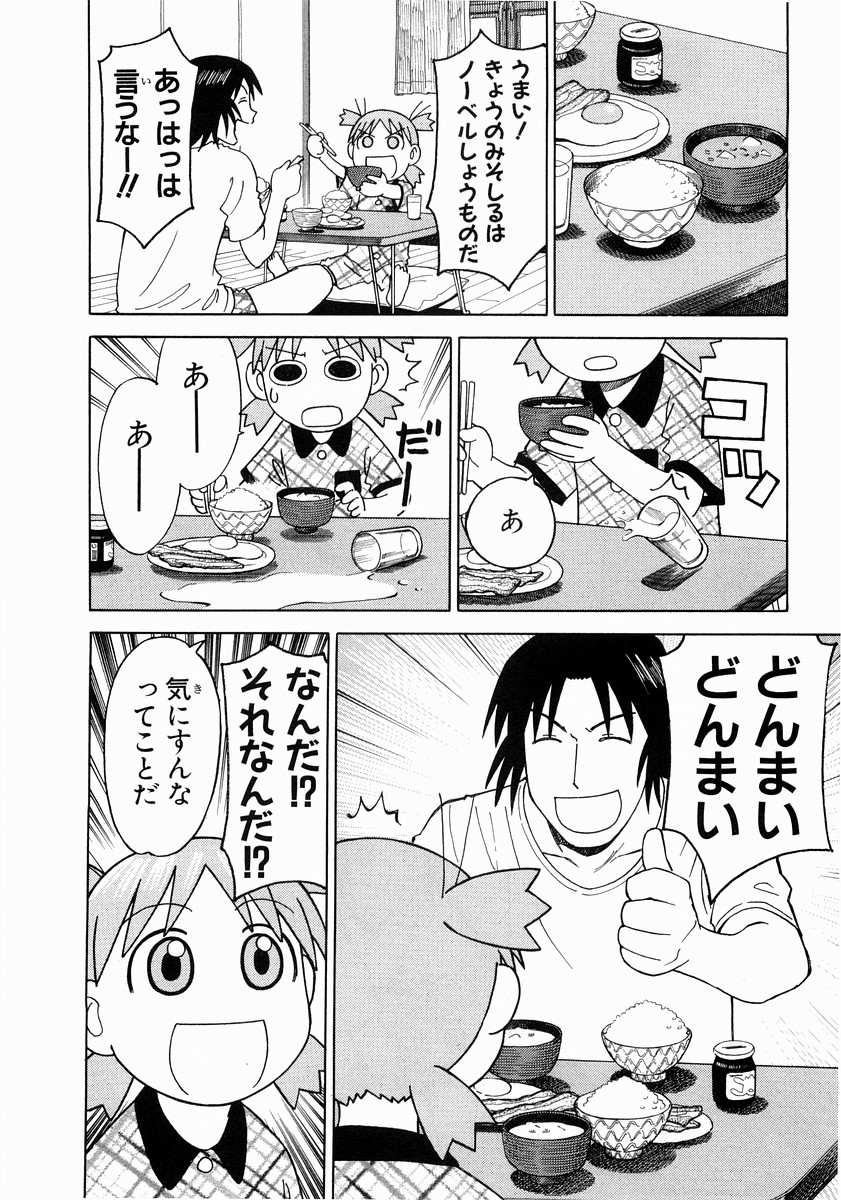 うまい！
きょうのみそしるは
ノーベルしょうものだ
あっはっは
言うなー!!
い
コッ
あ
だー
あー
あー
どんまい
どんまい
なんだ!?
それなんだ!?
気にすんな
き
ってことだ